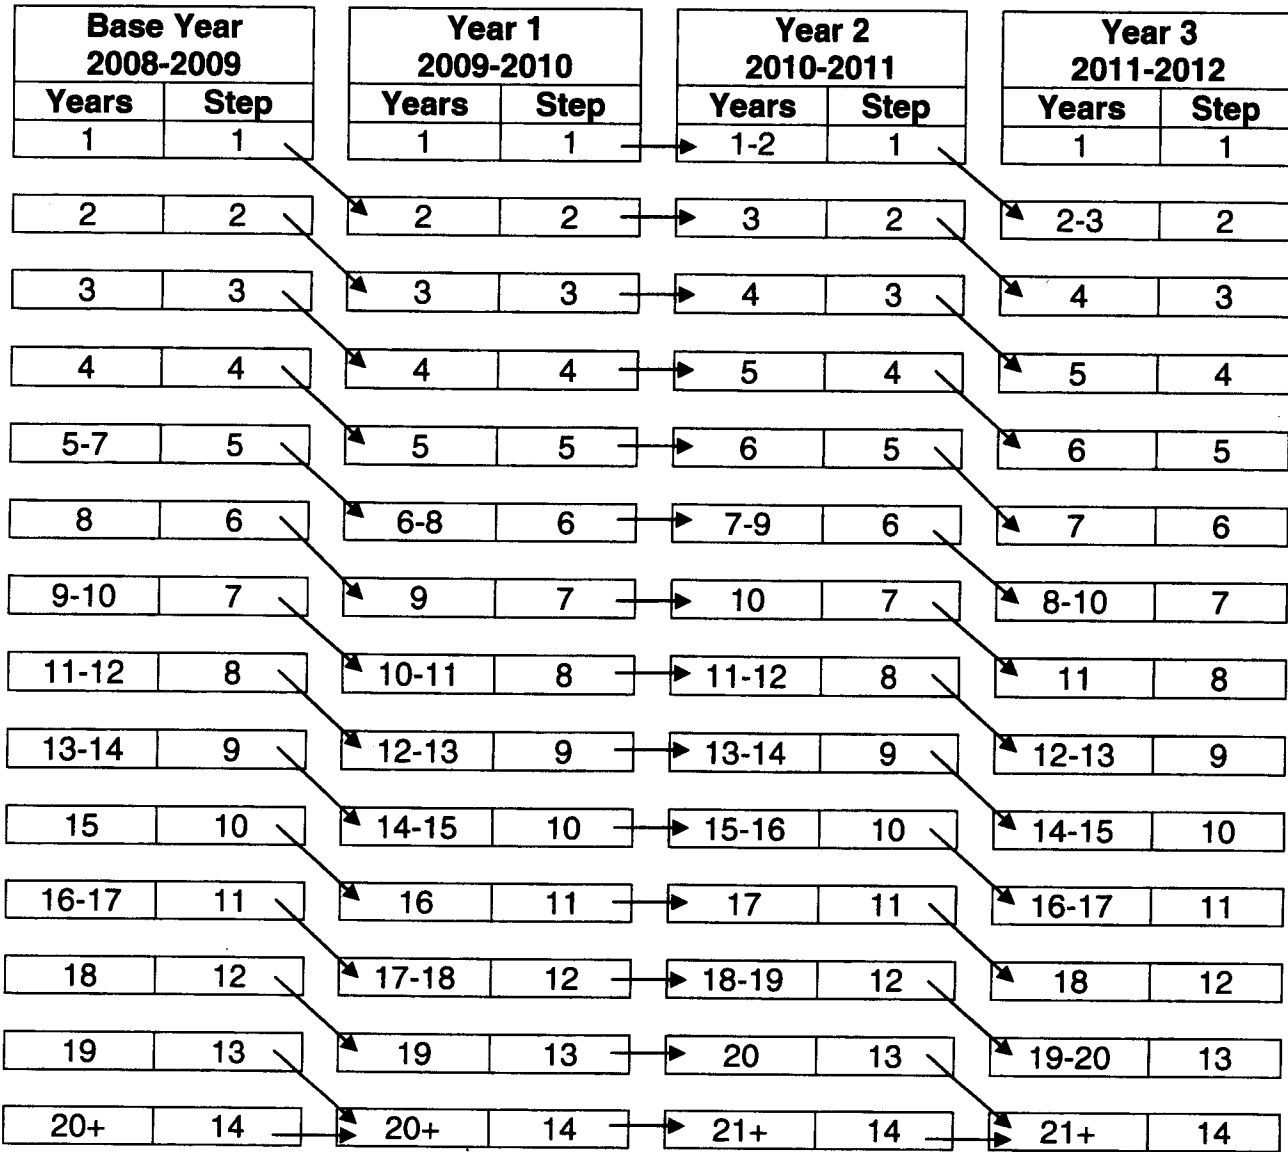 Base Year Year 1 Year 2 Year 3
2008-2009 2009-2010 2010-2011 2011-2012
Years Step Years Step Years Step Years Step
1 1 1 1 1-2 1 1 1
2 2 2 2 3 2 2-3 2
3 3 3 3 4 3 4 3
4 4 4 4 5 4 5 4
5-7 5 5 5 6 5 6 5
8 6 6-8 6 7-9 6 7 6
9-10 7 9 7 10 7 8-10 7
11-12 8 10-11 8 11-12 8 11 8
13-14 9 12-13 9 13-14 9 12-13 9
15 10 14-15 10 15-16 10 14-15 10
16-17 11 16 11 17 11 16-17 11
18 12 17-18 12 18-19 12 18 12
19 13 19 13 20 13 19-20 13
20+ 14 20+ 14 21+ 14 21+ 14